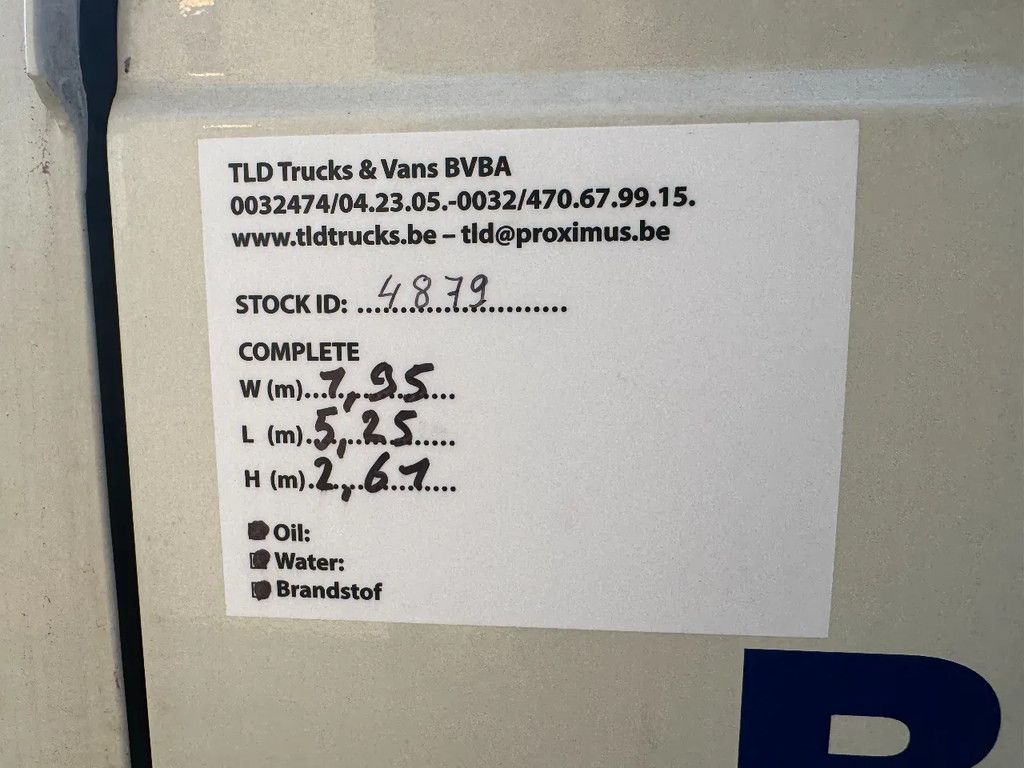 TLD Trucks & Vans BVBA
0032474/04.23.05.-0032/470.67.99.15.
www.tldtrucks.be – tld@proximus.be
STOCK ID: ...4879...
COMPLETE
W (m)...1,95...
L (m).5,25.....
H (m).2,61....
Oil:
Water:
Brandstof